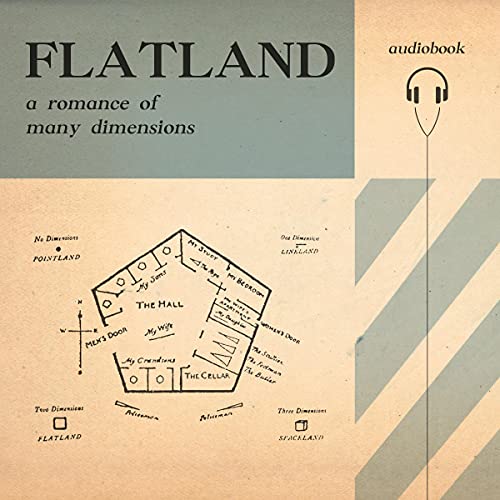 FLATLAND
a romance of
many dimensions
audiobook
No Dimensions
POINTLAND
One Dimension
LINELAND
My Study
My Sons
The Page
My Bedroom
THE HALL
My Wife's
Apartment
My Daughter
W
E
MEN'S DOOR
My Wife
WOMEN'S DOOR
My Grandsons
The Scullion
The Footman
The Butler
THE CELLAR
Policeman
Policeman
Two Dimensions
FLATLAND
Three Dimensions
SPACELAND